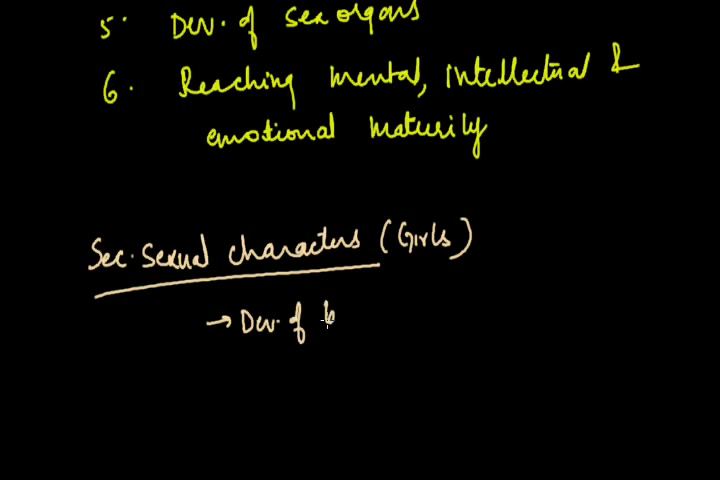 5. Dev. of sex organs
6. Reaching mental, intellectual &
emotional maturity
Sec. Sexual characters (Girls)
→ Dev. of b